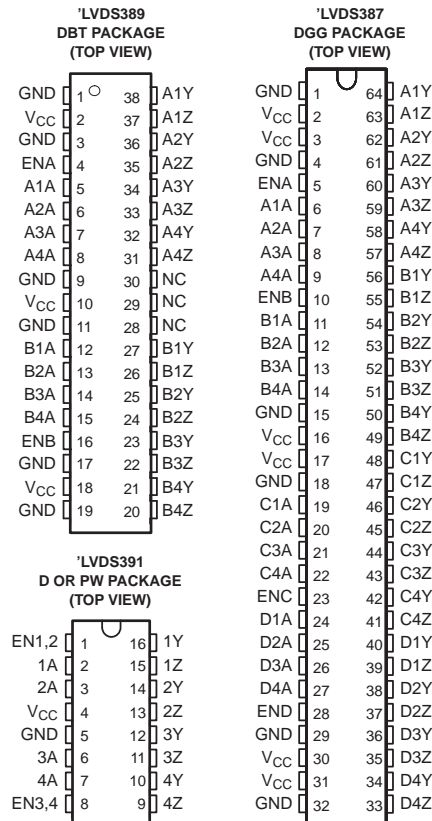 'LVDS389
DBT PACKAGE
(TOP VIEW)
GND 1 38 A1Y
VCC 2 37 A1Z
GND 3 36 A2Y
ENA 4 35 A2Z
A1A 5 34 A3Y
A2A 6 33 A3Z
A3A 7 32 A4Y
A4A 8 31 A4Z
GND 9 30 NC
VCC 10 29 NC
GND 11 28 NC
B1A 12 27 B1Y
B2A 13 26 B1Z
B3A 14 25 B2Y
B4A 15 24 B2Z
ENB 16 23 B3Y
GND 17 22 B3Z
VCC 18 21 B4Y
GND 19 20 B4Z
'LVDS391
D OR PW PACKAGE
(TOP VIEW)
EN1,2 1 16 1Y
1A 2 15 1Z
2A 3 14 2Y
VCC 4 13 2Z
GND 5 12 3Y
3A 6 11 3Z
4A 7 10 4Y
EN3,4 8 9 4Z
'LVDS387
DGG PACKAGE
(TOP VIEW)
GND 1 64 A1Y
VCC 2 63 A1Z
VCC 3 62 A2Y
GND 4 61 A2Z
ENA 5 60 A3Y
A1A 6 59 A3Z
A2A 7 58 A4Y
A3A 8 57 A4Z
A4A 9 56 B1Y
ENB 10 55 B1Z
B1A 11 54 B2Y
B2A 12 53 B2Z
B3A 13 52 B3Y
B4A 14 51 B3Z
GND 15 50 B4Y
VCC 16 49 B4Z
VCC 17 48 C1Y
GND 18 47 C1Z
C1A 19 46 C2Y
C2A 20 45 C2Z
C3A 21 44 C3Y
C4A 22 43 C3Z
ENC 23 42 C4Y
D1A 24 41 C4Z
D2A 25 40 D1Y
D3A 26 39 D1Z
D4A 27 38 D2Y
END 28 37 D2Z
GND 29 36 D3Y
VCC 30 35 D3Z
VCC 31 34 D4Y
GND 32 33 D4Z